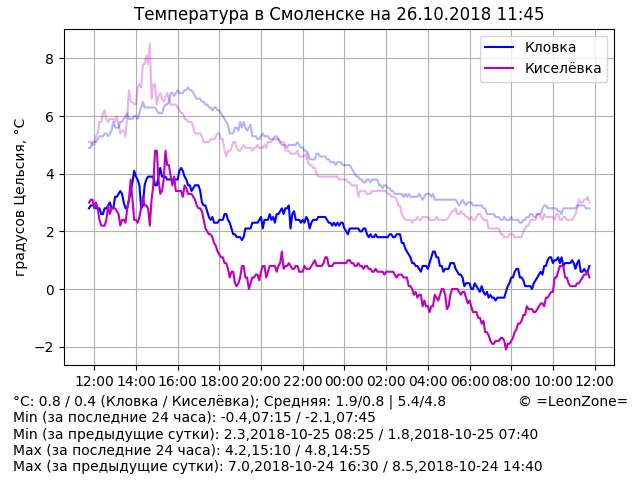 Температура в Смоленске на 26.10.2018 11:45
Кловка
Киселёвка
градусов Цельсия, °C
8
6
4
2
0
−2
12:00 14:00 16:00 18:00 20:00 22:00 00:00 02:00 04:00 06:00 08:00 10:00 12:00
°C: 0.8 / 0.4 (Кловка / Киселёвка); Средняя: 1.9/0.8 | 5.4/4.8 © =LeonZone=
Min (за последние 24 часа): -0.4,07:15 / -2.1,07:45
Min (за предыдущие сутки): 2.3,2018-10-25 08:25 / 1.8,2018-10-25 07:40
Max (за последние 24 часа): 4.2,15:10 / 4.8,14:55
Max (за предыдущие сутки): 7.0,2018-10-24 16:30 / 8.5,2018-10-24 14:40